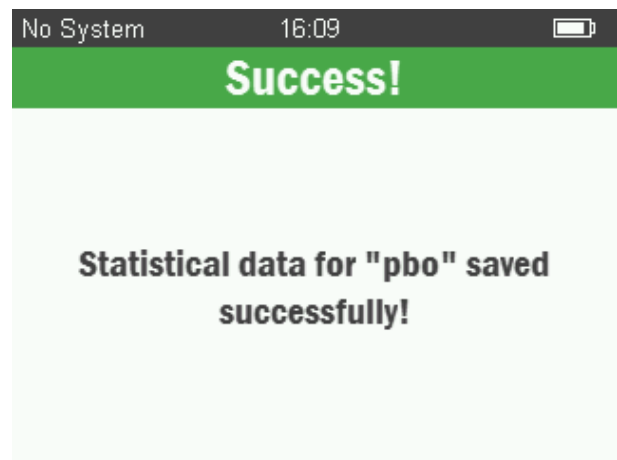 No System 16:09
Success!
Statistical data for "pbo" saved
successfully!